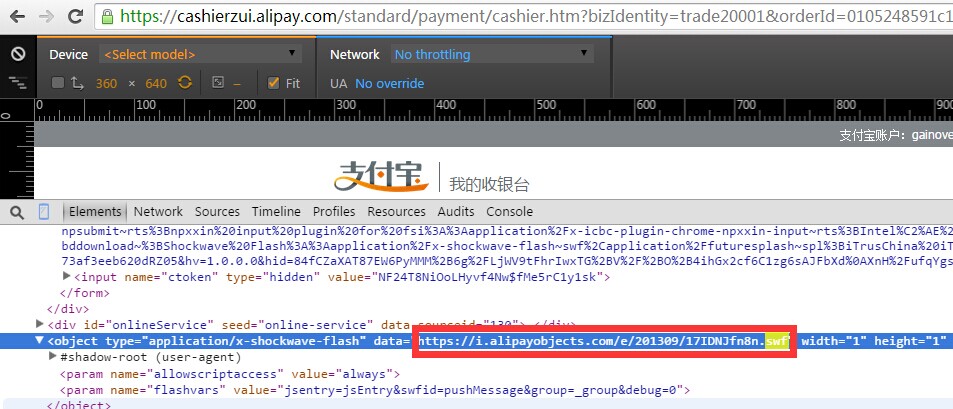 https://cashierzui.alipay.com/standard/payment/cashier.htm?bizIdentity=trade20001&orderId=0105248591c1
Device <Select model> Network No throttling
360 × 640 – Fit UA No override
0 100 200 300 400 500 600 700 800 900
0
支付宝账户：gainove
支付宝 我的收银台
Elements Network Sources Timeline Profiles Resources Audits Console
npsubmit~rts%3Bnpxxin%20input%20plugin%20for%20fsi%3A%3Aapplication%2Fx-icbc-plugin-chrome-npxxin-input~rts%3BIntel%C2%AE%2
bddownload~%3BShockwave%20Flash%3A%3Aapplication%2Fx-shockwave-flash~swf%2Capplication%2Ffuturesplash~spl%3BiTrusChina%20iT
73af3eeb620dRZ05&hv=1.0.0.0&hid=84fCZaXAT87EW6PyMMM%2B6g%2FLjWV9tFhrIwxTG%2BV%2F%2BO%2B4ihGx2cf6C1zg6sAJFbXd%0AXnH%2FufqYgs
<input name="ctoken" type="hidden" value="NF24T8NiOoLHyvf4Nw$fMe5rC1y1sk">
</form>
</div>
<div id="onlineService" seed="online-service" data-sourceid="130"> </div>
<object type="application/x-shockwave-flash" data="https://i.alipayobjects.com/e/201309/17IDNJfn8n.swf" width="1" height="1"
#shadow-root (user-agent)
<param name="allowscriptaccess" value="always">
<param name="flashvars" value="jsentry=jsEntry&swfid=pushMessage&group=_group&debug=0">
</object>